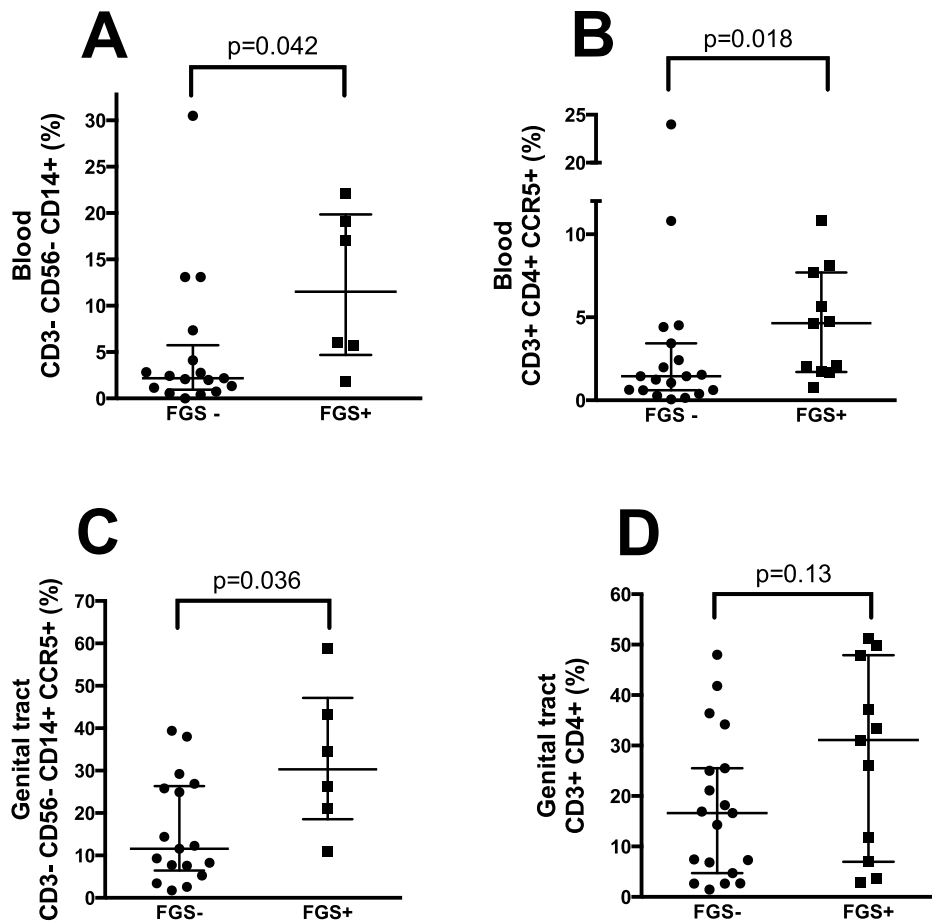 A
p=0.042
Blood
CD3- CD56- CD14+ (%)
30
25
20
15
10
5
0
FGS -
FGS+
B
p=0.018
Blood
CD3+ CD4+ CCR5+ (%)
25
20
10
5
0
FGS -
FGS+
C
p=0.036
Genital tract
CD3- CD56- CD14+ CCR5+ (%)
70
60
50
40
30
20
10
0
FGS-
FGS+
D
p=0.13
Genital tract
CD3+ CD4+ (%)
60
50
40
30
20
10
0
FGS-
FGS+